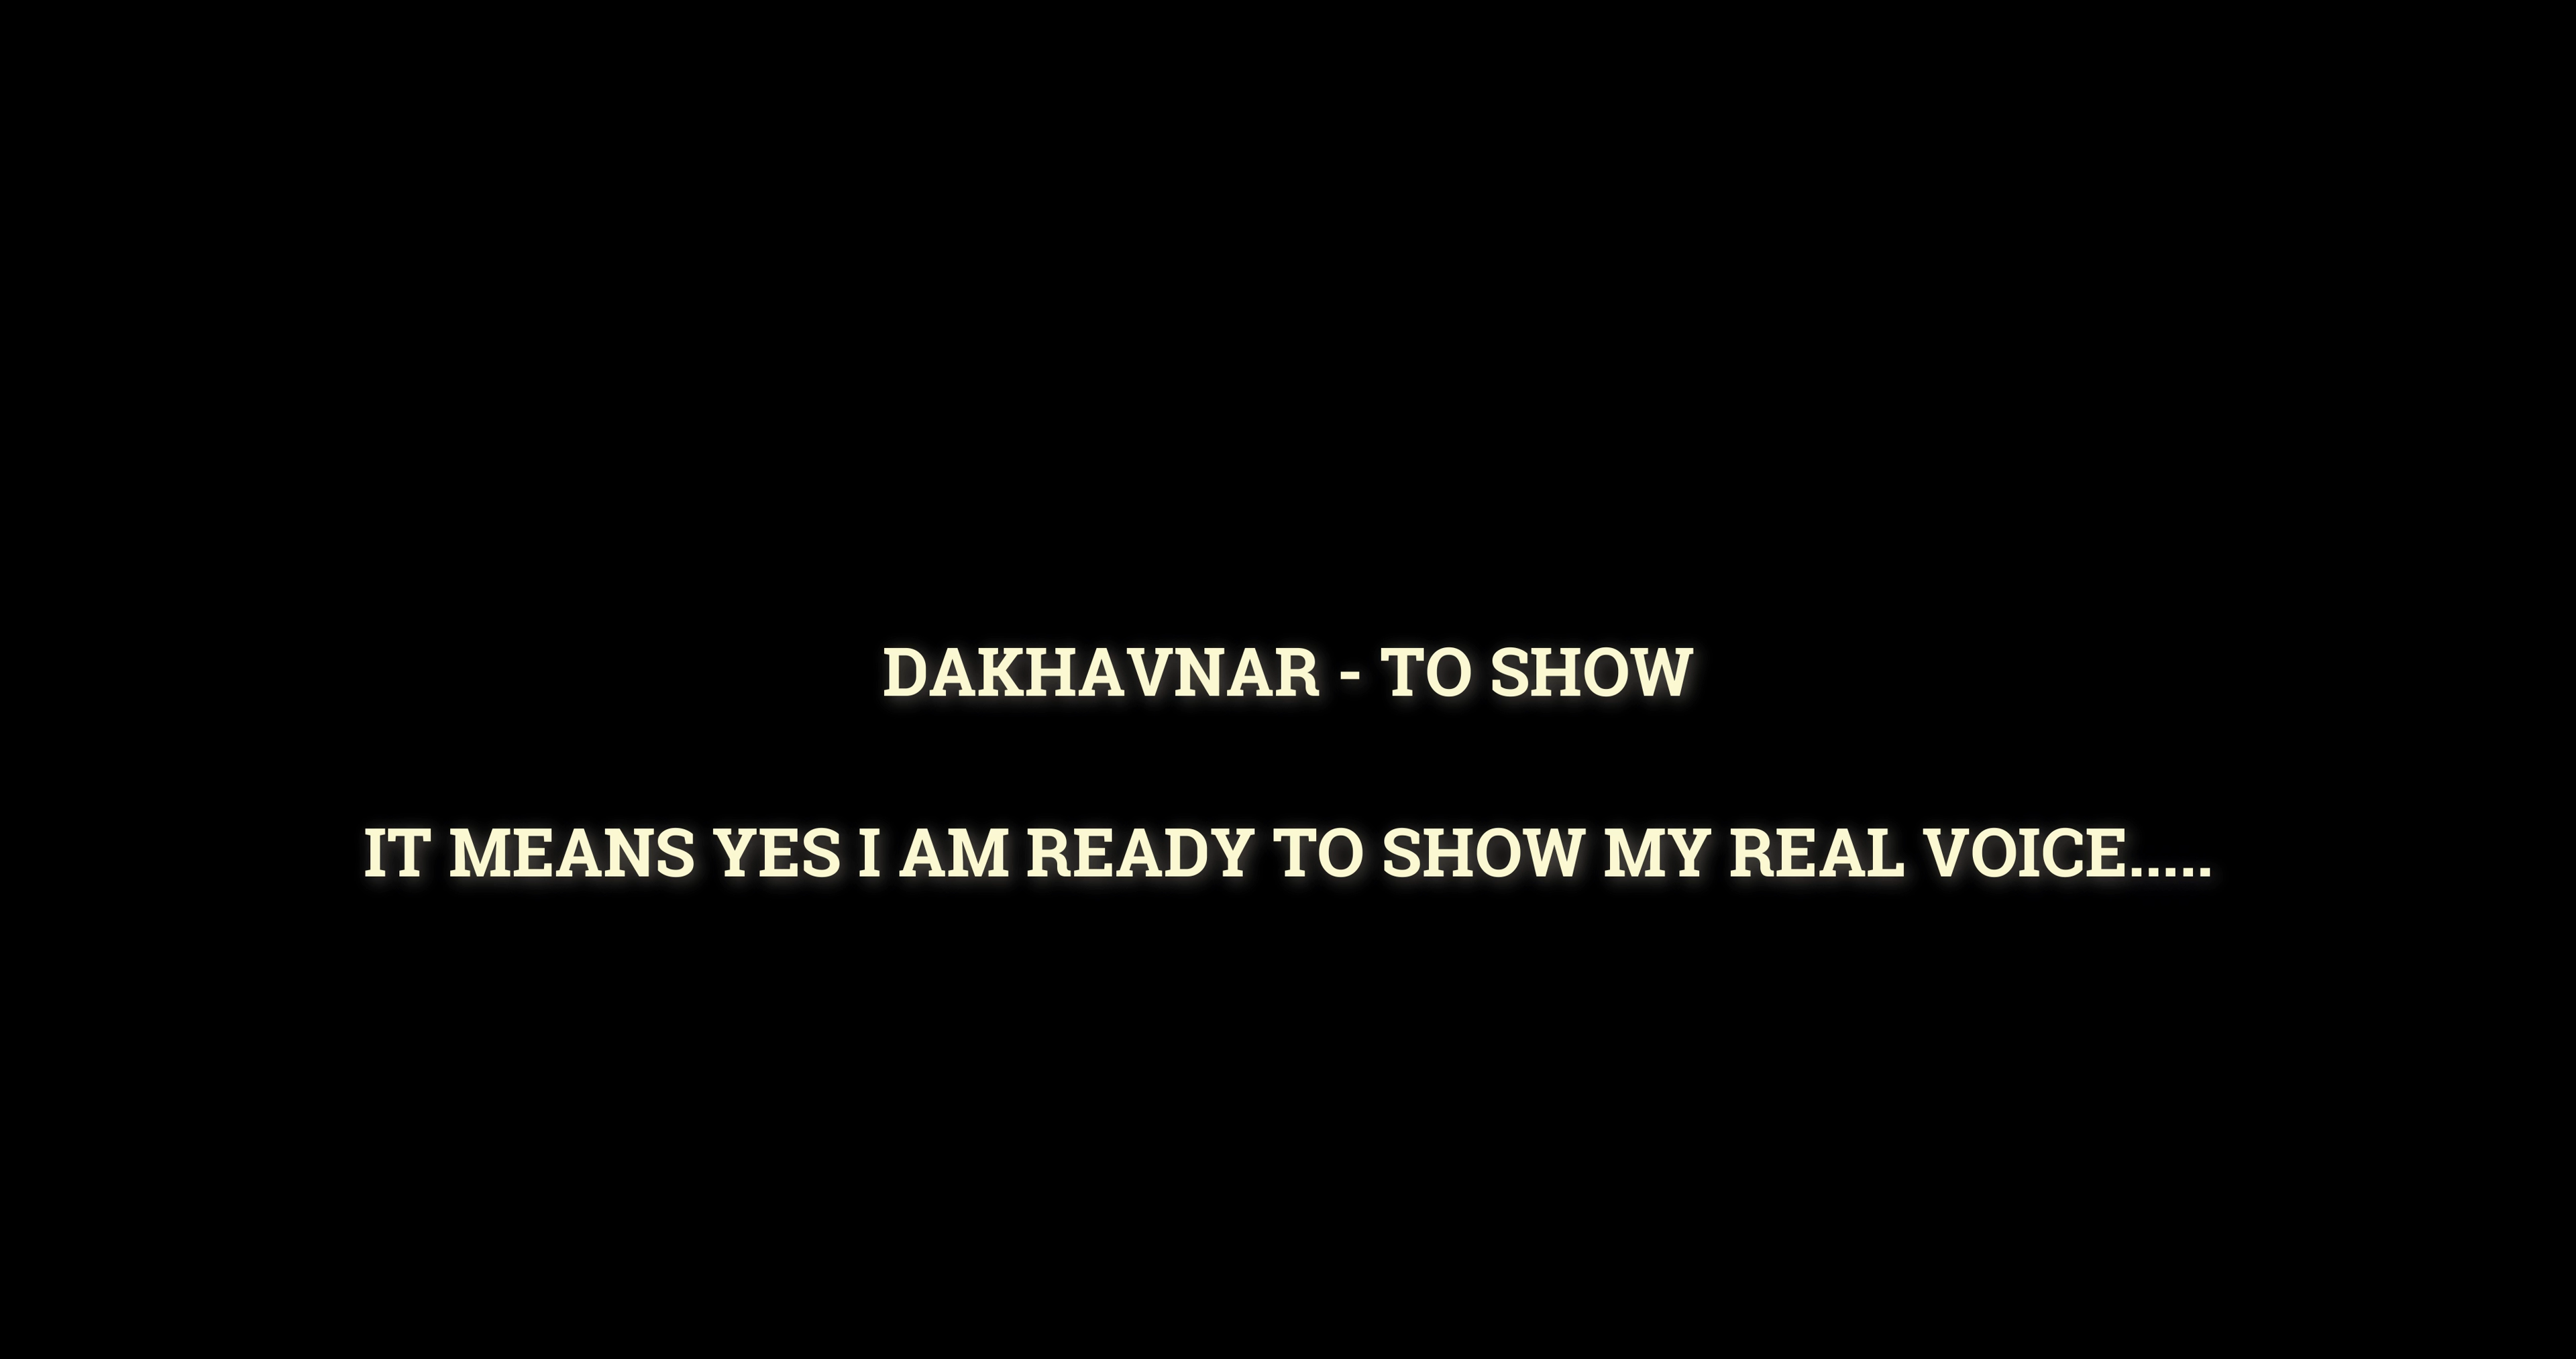 DAKHAVNAR - TO SHOW
IT MEANS YES I AM READY TO SHOW MY REAL VOICE.....